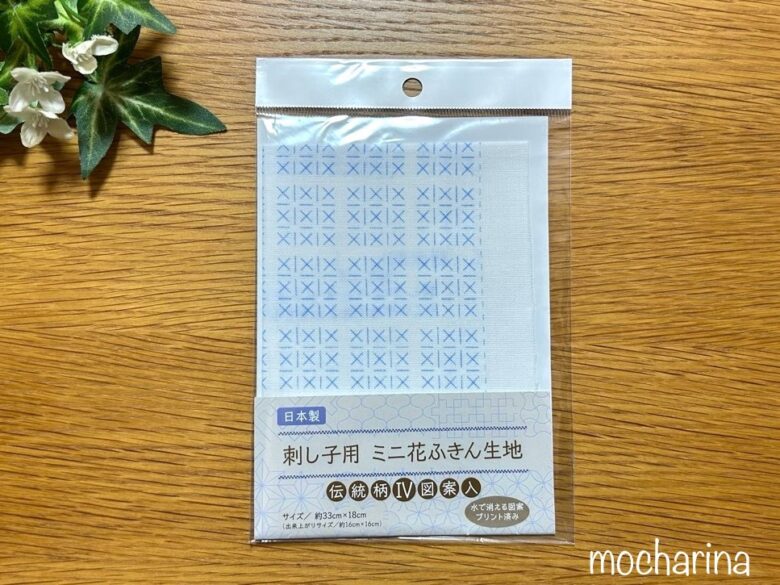 日本製
刺し子用 ミニ花ふきん生地
伝統柄Ⅳ図案入
サイズ/約33cm×18cm
(出来上がりサイズ/約16cm×16cm)
水で消える図案
プリント済み
mocharina